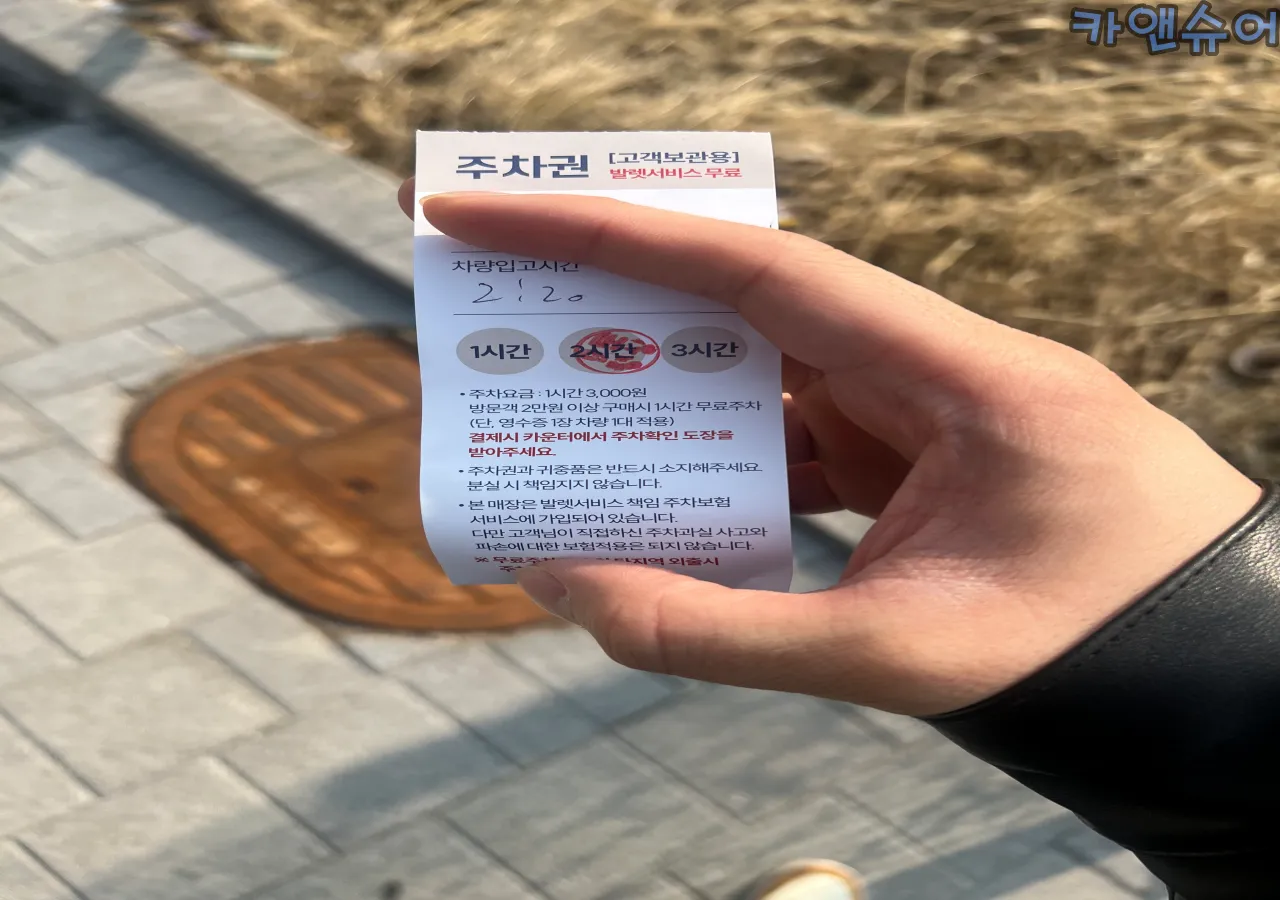 카앤슈어
주차권 [고객보관용]
발렛서비스 무료
차량입고시간
2:20
1시간 2시간 3시간
• 주차요금 : 1시간 3,000원
방문객 2만원 이상 구매시 1시간 무료주차
(단, 영수증 1장 차량 1대 적용)
결제시 카운터에서 주차확인 도장을
받아주세요.
• 주차권과 귀중품은 반드시 소지해주세요.
분실 시 책임지지 않습니다.
• 본 매장은 발렛서비스 책임 주차보험
서비스에 가입되어 있습니다.
다만 고객님이 직접하신 주차과실 사고와
파손에 대한 보험적용은 되지 않습니다.
※ 외출시